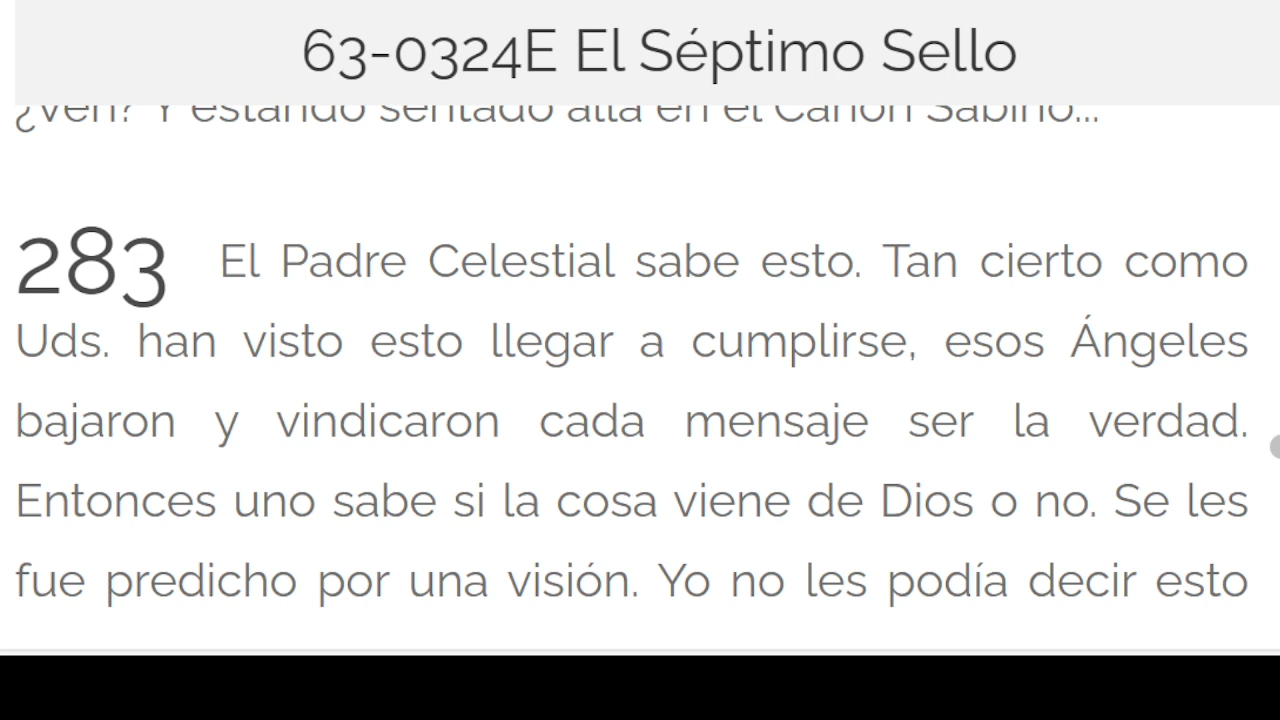 63-0324E El Séptimo Sello
¿Ven? Y estando sentado allá en el Cañón Sabino...
283 El Padre Celestial sabe esto. Tan cierto como
Uds. han visto esto llegar a cumplirse, esos Ángeles
bajaron y vindicaron cada mensaje ser la verdad.
Entonces uno sabe si la cosa viene de Dios o no. Se les
fue predicho por una visión. Yo no les podía decir esto